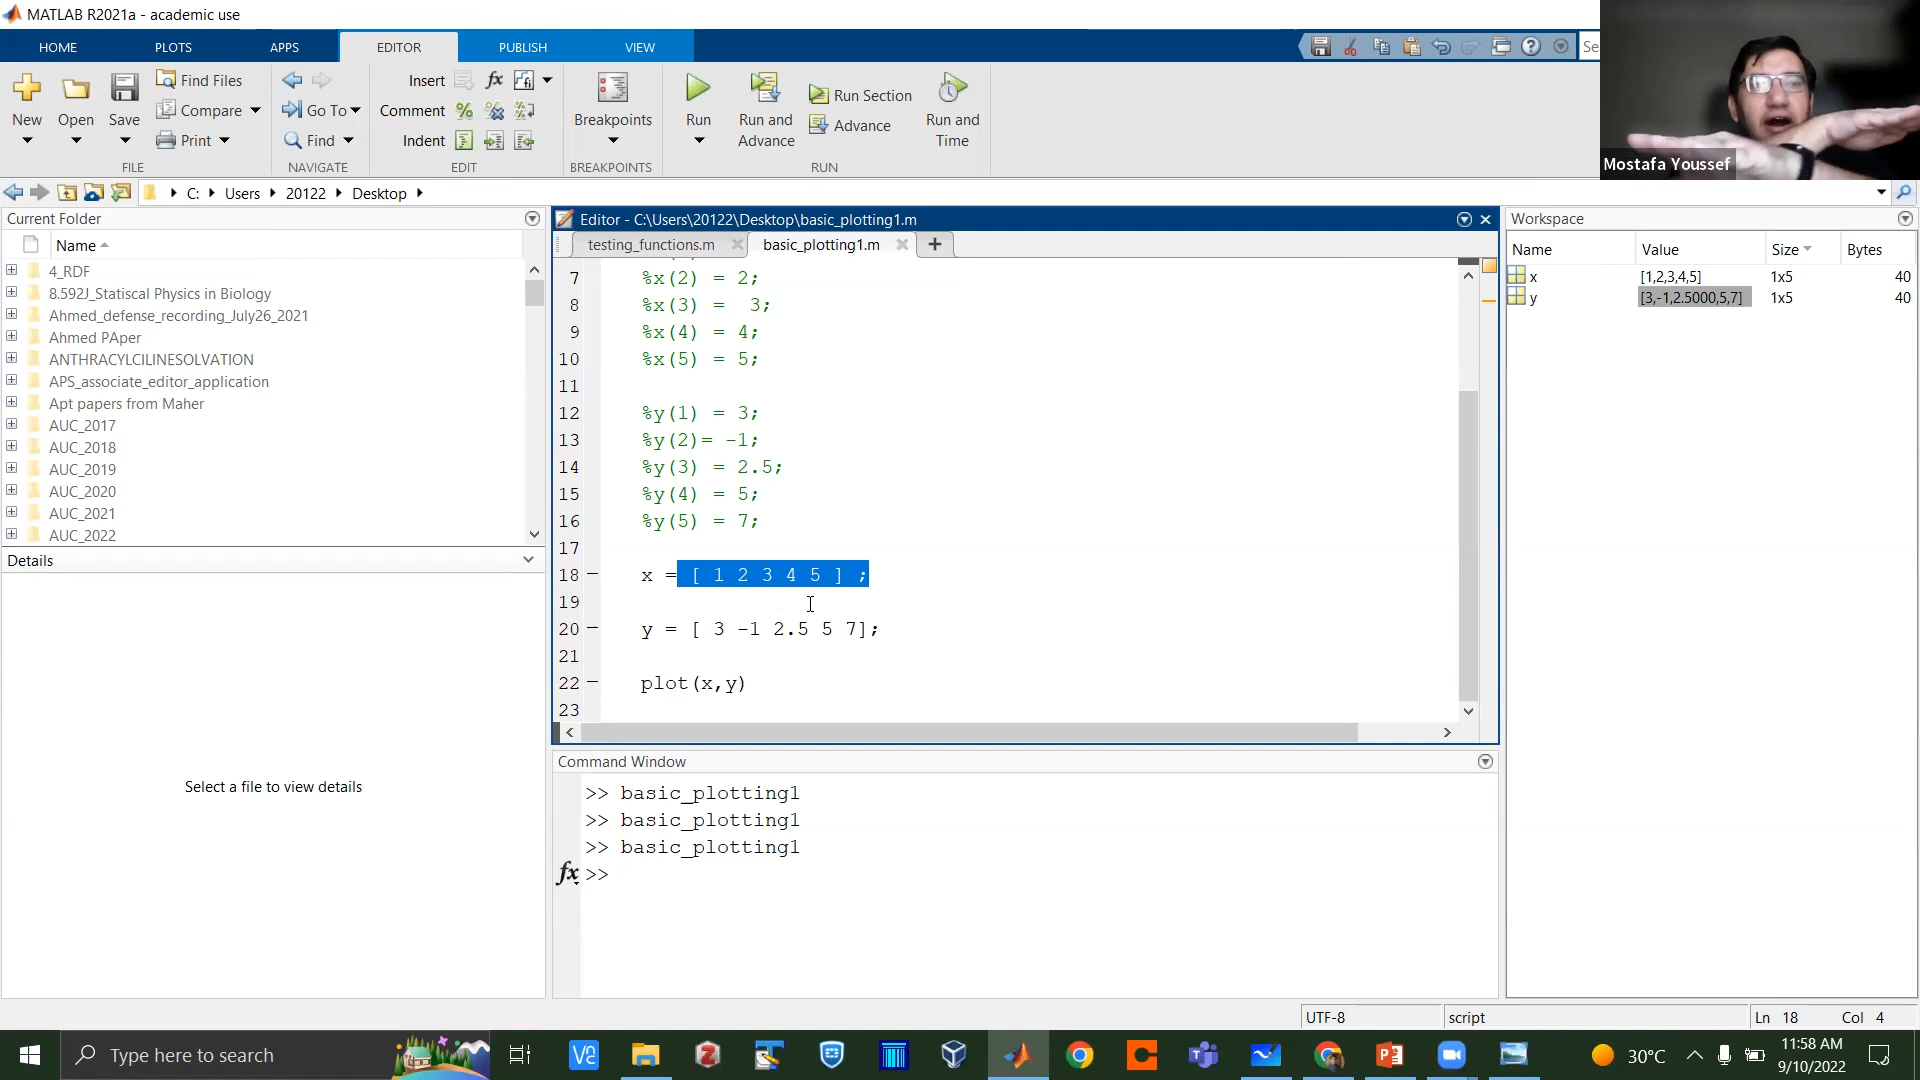 MATLAB R2021a - academic use
HOME PLOTS APPS EDITOR PUBLISH VIEW
Se
New Open Save
Find Files
Compare
Print
FILE
Go To
Find
NAVIGATE
Insert fx
Comment
Indent
EDIT
Breakpoints
BREAKPOINTS
Run
Run and Advance
Run Section
Advance
Run and Time
RUN
Mostafa Youssef
C: Users 20122 Desktop
Current Folder
Name
4_RDF
8.592J_Statiscal Physics in Biology
Ahmed_defense_recording_July26_2021
Ahmed PAper
ANTHRACYLCILINESOLVATION
APS_associate_editor_application
Apt papers from Maher
AUC_2017
AUC_2018
AUC_2019
AUC_2020
AUC_2021
AUC_2022
Details
Select a file to view details
Editor - C:\Users\20122\Desktop\basic_plotting1.m
testing_functions.m basic_plotting1.m
7 %x(2) = 2;
8 %x(3) =  3;
9 %x(4) = 4;
10 %x(5) = 5;
11
12 %y(1) = 3;
13 %y(2)= -1;
14 %y(3) = 2.5;
15 %y(4) = 5;
16 %y(5) = 7;
17
18 x = [ 1 2 3 4 5 ] ;
19
20 y = [ 3 -1 2.5 5 7];
21
22 plot(x,y)
23
Command Window
>> basic_plotting1
>> basic_plotting1
>> basic_plotting1
fx >>
Workspace
Name Value Size Bytes
x [1,2,3,4,5] 1x5 40
y [3,-1,2.5000,5,7] 1x5 40
UTF-8 script Ln 18 Col 4
Type here to search
30°C
11:58 AM
9/10/2022